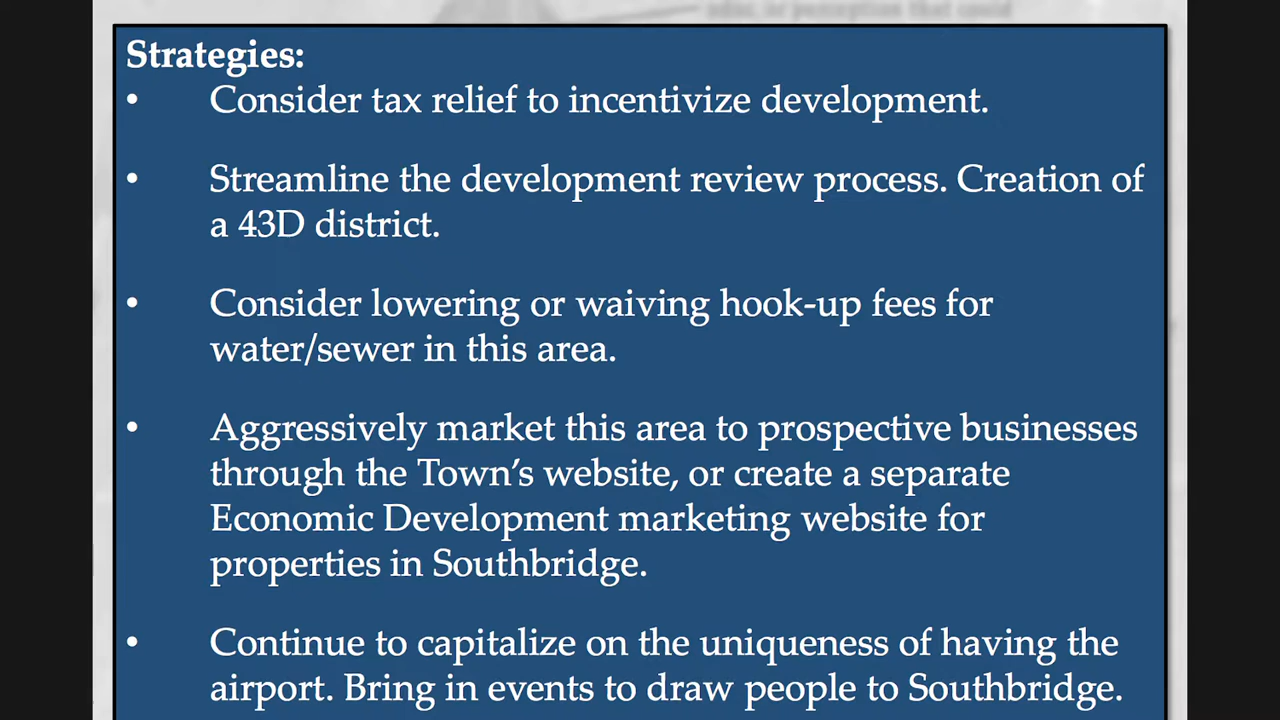 Strategies:
• Consider tax relief to incentivize development.
• Streamline the development review process. Creation of
a 43D district.
• Consider lowering or waiving hook-up fees for
water/sewer in this area.
• Aggressively market this area to prospective businesses
through the Town’s website, or create a separate
Economic Development marketing website for
properties in Southbridge.
• Continue to capitalize on the uniqueness of having the
airport. Bring in events to draw people to Southbridge.